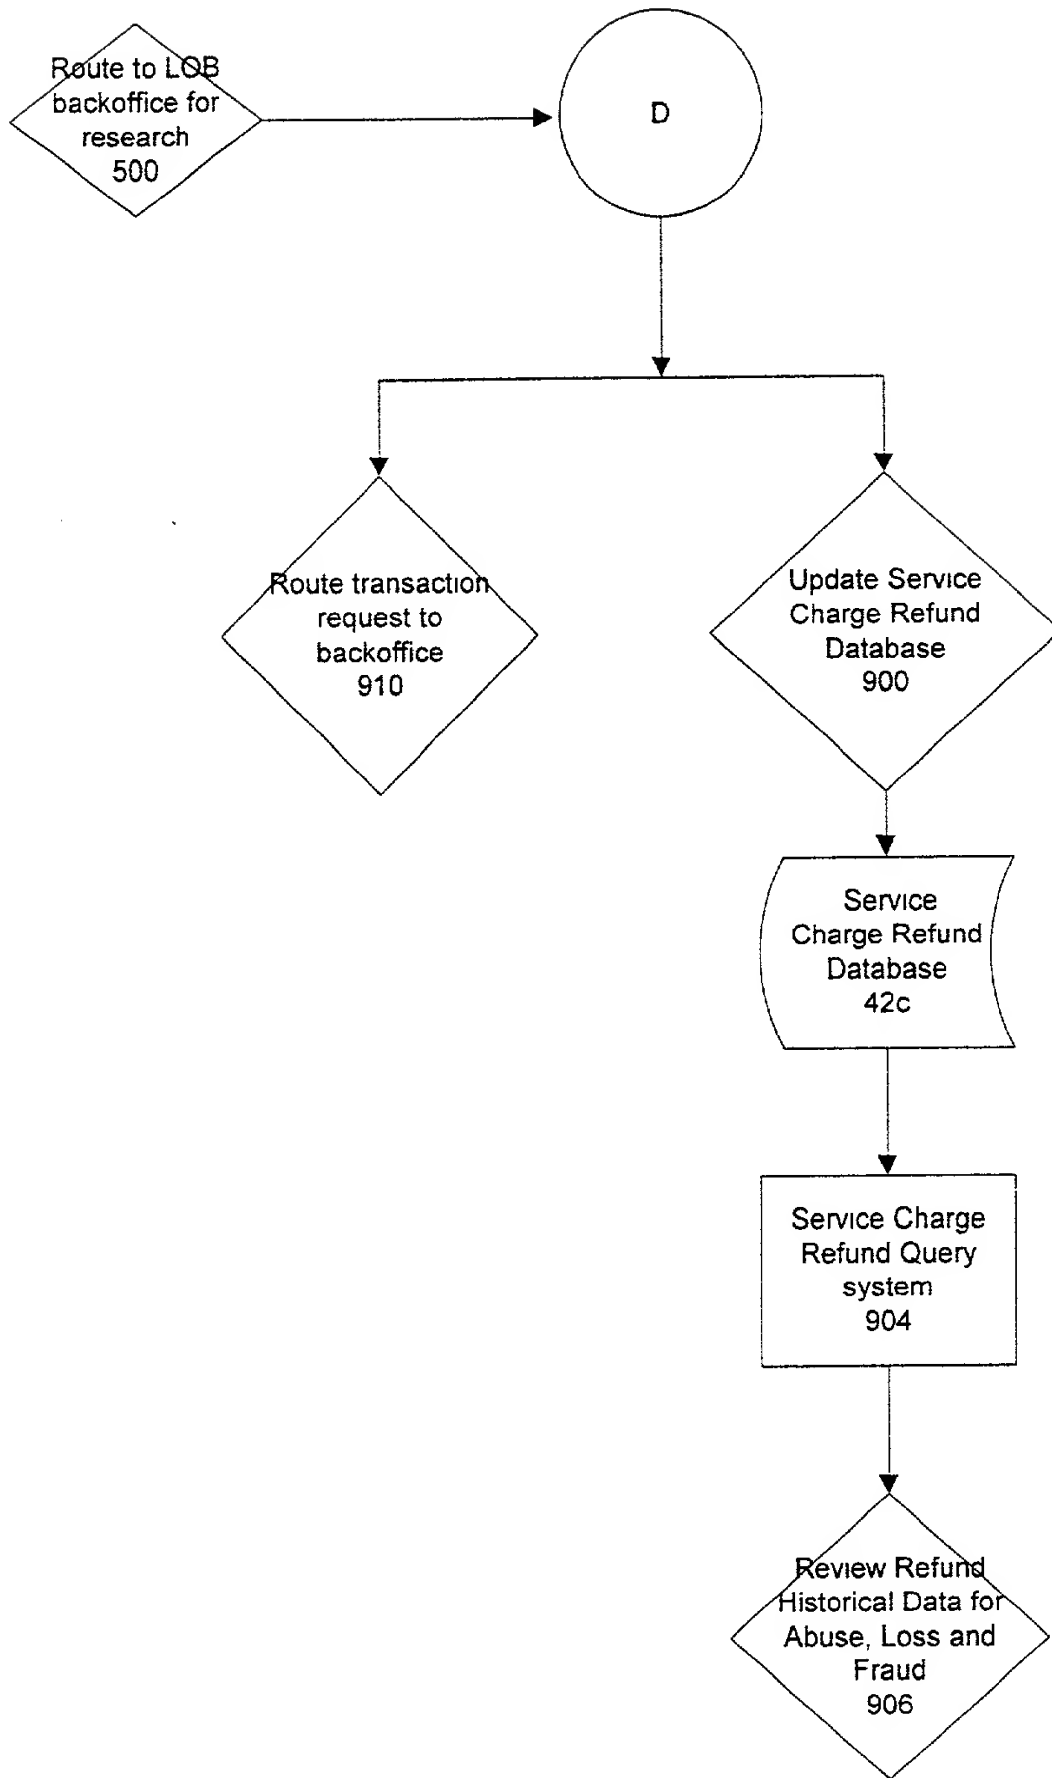 Route to LOB
backoffice for
research
500
D
Route transaction
request to
backoffice
910
Update Service
Charge Refund
Database
900
Service
Charge Refund
Database
42c
Service Charge
Refund Query
system
904
Review Refund
Historical Data for
Abuse, Loss and
Fraud
906